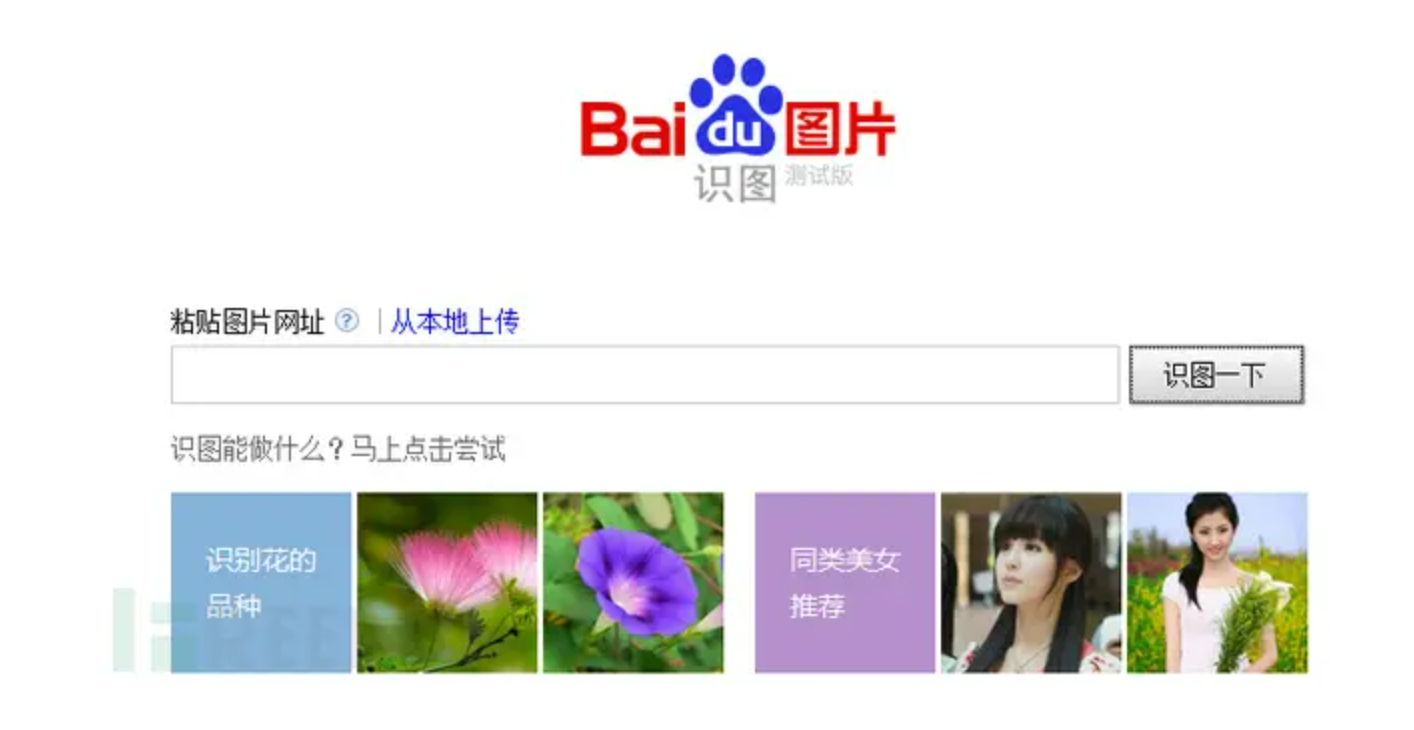 Baidu图片
识图 测试版
粘贴图片网址 ? | 从本地上传
识图一下
识图能做什么？马上点击尝试
识别花的
品种
同类美女
推荐